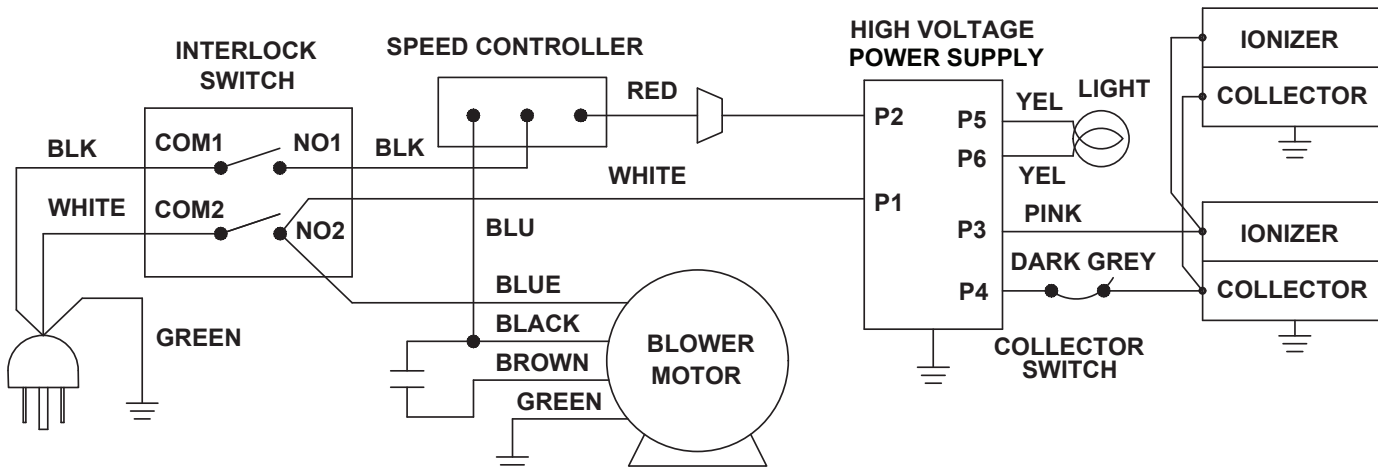 INTERLOCK
SWITCH
SPEED CONTROLLER
HIGH VOLTAGE
POWER SUPPLY
IONIZER
COLLECTOR
RED
YEL
LIGHT
P2
P5
BLK
COM1
NO1
BLK
P6
YEL
WHITE
WHITE
COM2
NO2
P1
PINK
P3
IONIZER
BLU
DARK GREY
P4
COLLECTOR
BLUE
GREEN
BLACK
BLOWER
MOTOR
BROWN
GREEN
COLLECTOR
SWITCH